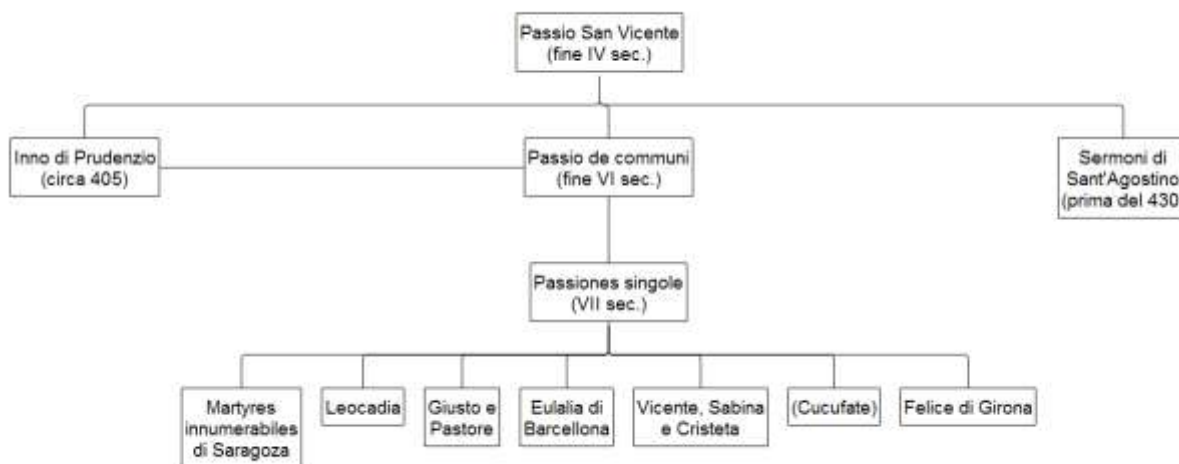 Passio San Vicente
(fine IV sec.)
Inno di Prudenzio
(circa 405)
Passio de communi
(fine VI sec.)
Sermoni di
Sant'Agostino
(prima del 430
Passiones singole
(VII sec.)
Martyres
innumerabiles
di Saragoza
Leocadia
Giusto e
Pastore
Eulalia di
Barcellona
Vicente, Sabina
e Cristeta
(Cucufate)
Felice di Girona